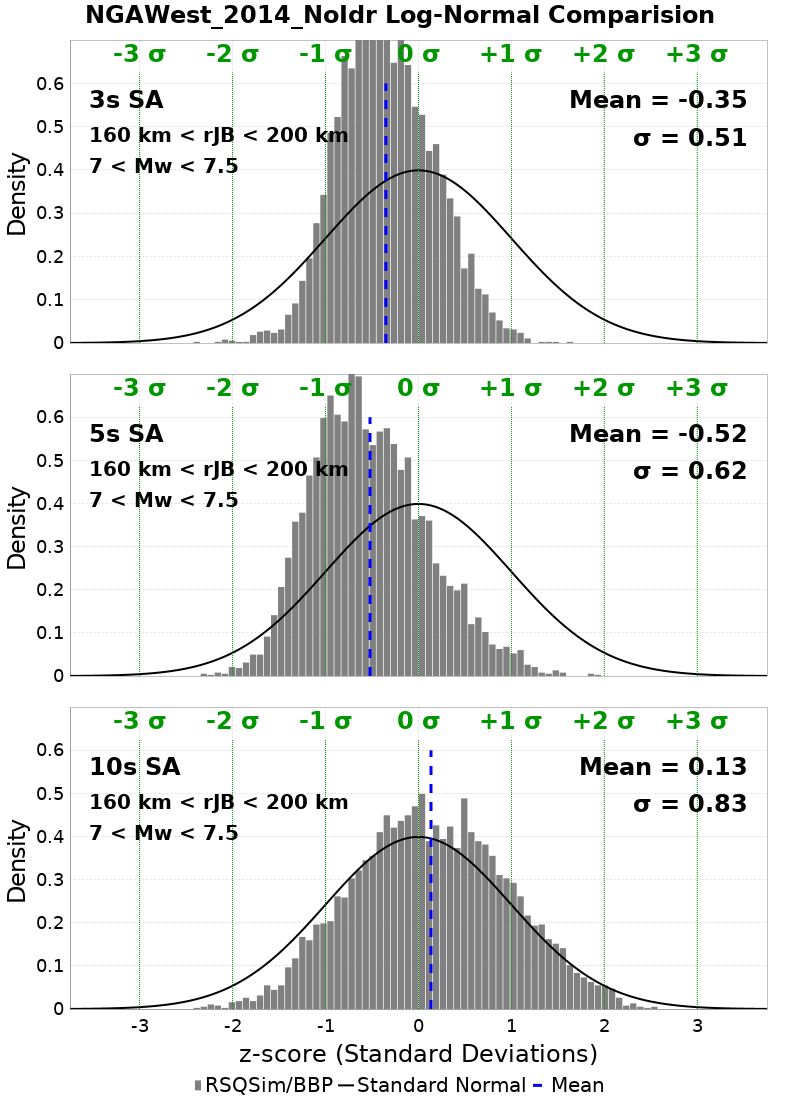 NGAWest_2014_NoIdr Log-Normal Comparision
-3 σ -2 σ -1 σ 0 σ +1 σ +2 σ +3 σ
0.6
3s SA Mean = -0.35
0.5
160 km < rJB < 200 km σ = 0.51
7 < Mw < 7.5
0.4
Density
0.3
0.2
0.1
0
-3 σ -2 σ -1 σ 0 σ +1 σ +2 σ +3 σ
0.6
5s SA Mean = -0.52
0.5
160 km < rJB < 200 km σ = 0.62
7 < Mw < 7.5
0.4
Density
0.3
0.2
0.1
0
-3 σ -2 σ -1 σ 0 σ +1 σ +2 σ +3 σ
0.6
10s SA Mean = 0.13
0.5
160 km < rJB < 200 km σ = 0.83
7 < Mw < 7.5
0.4
Density
0.3
0.2
0.1
0
-3 -2 -1 0 1 2 3
z-score (Standard Deviations)
RSQSim/BBP Standard Normal Mean